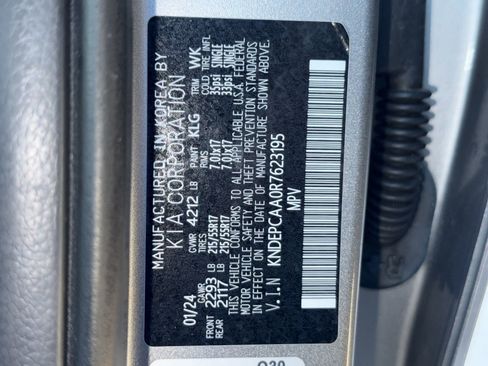 MANUFACTURED IN KOREA BY
KIA CORPORATION
01/24 GVWR 4212 LB PAINT KLG TRIM WK
GAWR TIRES RIMS COLD TIRE INFL.
FRONT 2293 LB 215/55R17 7.0Jx17 35psi SINGLE
REAR 2117 LB 215/55R17 7.0Jx17 33psi SINGLE
THIS VEHICLE CONFORMS TO ALL APPLICABLE U.S.A. FEDERAL
MOTOR VEHICLE SAFETY, BUMPER AND THEFT PREVENTION STANDARDS
IN EFFECT ON THE DATE OF MANUFACTURE SHOWN ABOVE.
V.I.N KNDEPCAA0R7623195
MPV